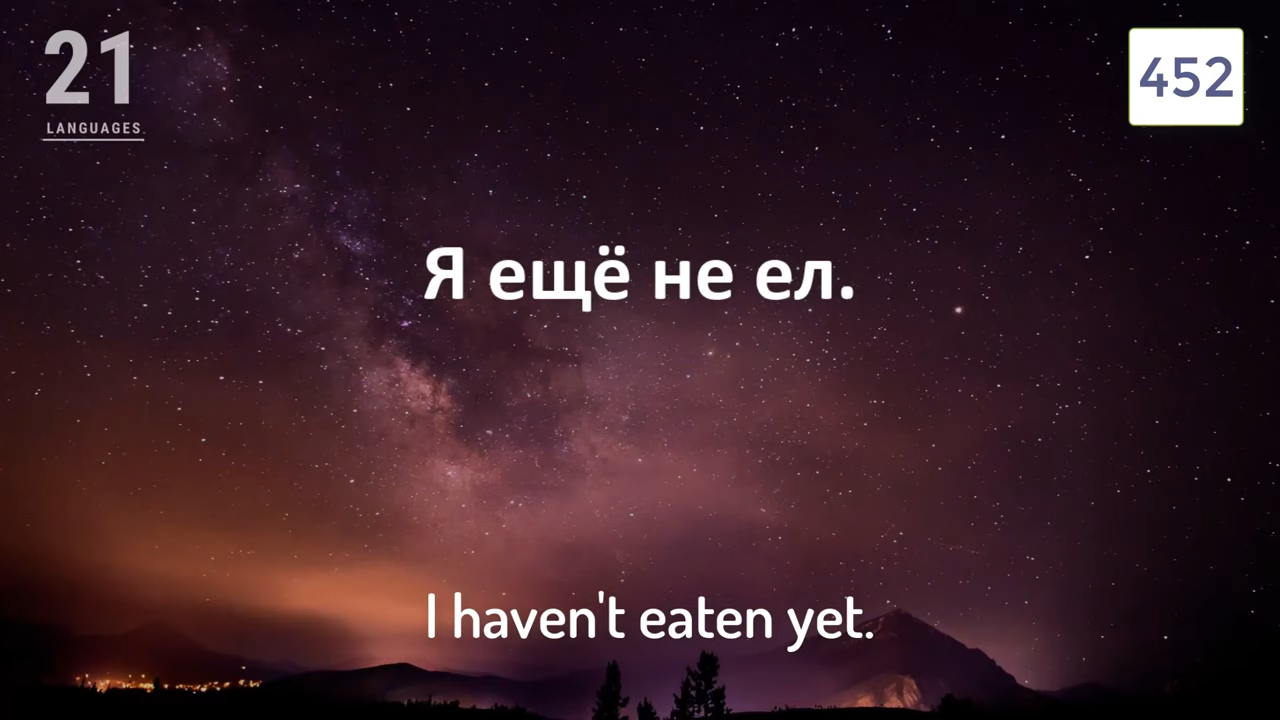 21
LANGUAGES
452
Я ещё не ел.
I haven't eaten yet.